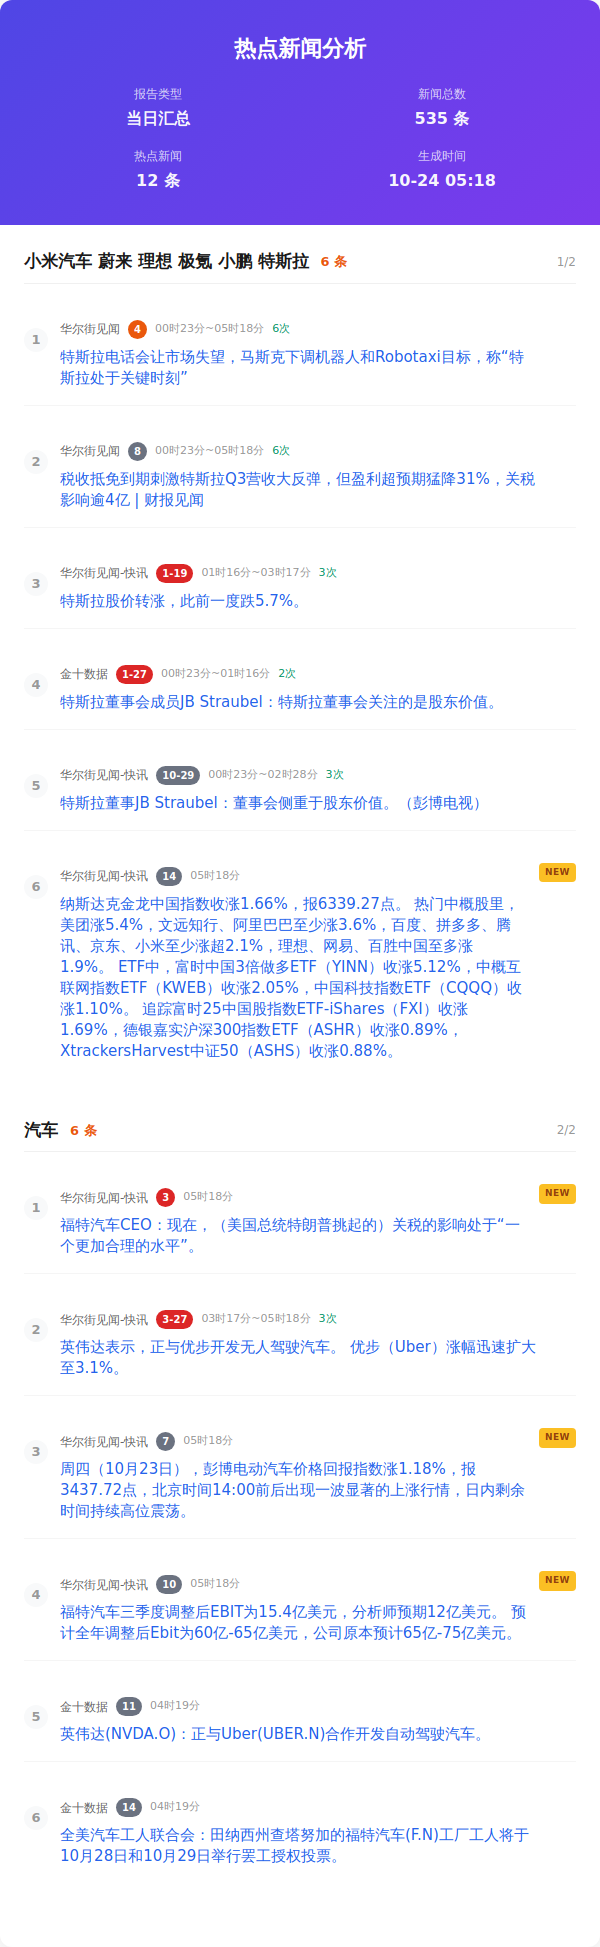 热点新闻分析
报告类型
当日汇总
新闻总数
535 条
热点新闻
12 条
生成时间
10-24 05:18
小米汽车 蔚来 理想 极氪 小鹏 特斯拉 6 条 1/2
1
华尔街见闻 4 00时23分~05时18分 6次
特斯拉电话会让市场失望，马斯克下调机器人和Robotaxi目标，称“特
斯拉处于关键时刻”
2
华尔街见闻 8 00时23分~05时18分 6次
税收抵免到期刺激特斯拉Q3营收大反弹，但盈利超预期猛降31%，关税
影响逾4亿 | 财报见闻
3
华尔街见闻-快讯 1-19 01时16分~03时17分 3次
特斯拉股价转涨，此前一度跌5.7%。
4
金十数据 1-27 00时23分~01时16分 2次
特斯拉董事会成员JB Straubel：特斯拉董事会关注的是股东价值。
5
华尔街见闻-快讯 10-29 00时23分~02时28分 3次
特斯拉董事JB Straubel：董事会侧重于股东价值。（彭博电视）
6
华尔街见闻-快讯 14 05时18分 NEW
纳斯达克金龙中国指数收涨1.66%，报6339.27点。 热门中概股里，
美团涨5.4%，文远知行、阿里巴巴至少涨3.6%，百度、拼多多、腾
讯、京东、小米至少涨超2.1%，理想、网易、百胜中国至多涨
1.9%。 ETF中，富时中国3倍做多ETF（YINN）收涨5.12%，中概互
联网指数ETF（KWEB）收涨2.05%，中国科技指数ETF（CQQQ）收
涨1.10%。 追踪富时25中国股指数ETF-iShares（FXI）收涨
1.69%，德银嘉实沪深300指数ETF（ASHR）收涨0.89%，
XtrackersHarvest中证50（ASHS）收涨0.88%。
汽车 6 条 2/2
1
华尔街见闻-快讯 3 05时18分 NEW
福特汽车CEO：现在，（美国总统特朗普挑起的）关税的影响处于“一
个更加合理的水平”。
2
华尔街见闻-快讯 3-27 03时17分~05时18分 3次
英伟达表示，正与优步开发无人驾驶汽车。 优步（Uber）涨幅迅速扩大
至3.1%。
3
华尔街见闻-快讯 7 05时18分 NEW
周四（10月23日），彭博电动汽车价格回报指数涨1.18%，报
3437.72点，北京时间14:00前后出现一波显著的上涨行情，日内剩余
时间持续高位震荡。
4
华尔街见闻-快讯 10 05时18分 NEW
福特汽车三季度调整后EBIT为15.4亿美元，分析师预期12亿美元。 预
计全年调整后Ebit为60亿-65亿美元，公司原本预计65亿-75亿美元。
5
金十数据 11 04时19分
英伟达(NVDA.O)：正与Uber(UBER.N)合作开发自动驾驶汽车。
6
金十数据 14 04时19分
全美汽车工人联合会：田纳西州查塔努加的福特汽车(F.N)工厂工人将于
10月28日和10月29日举行罢工授权投票。